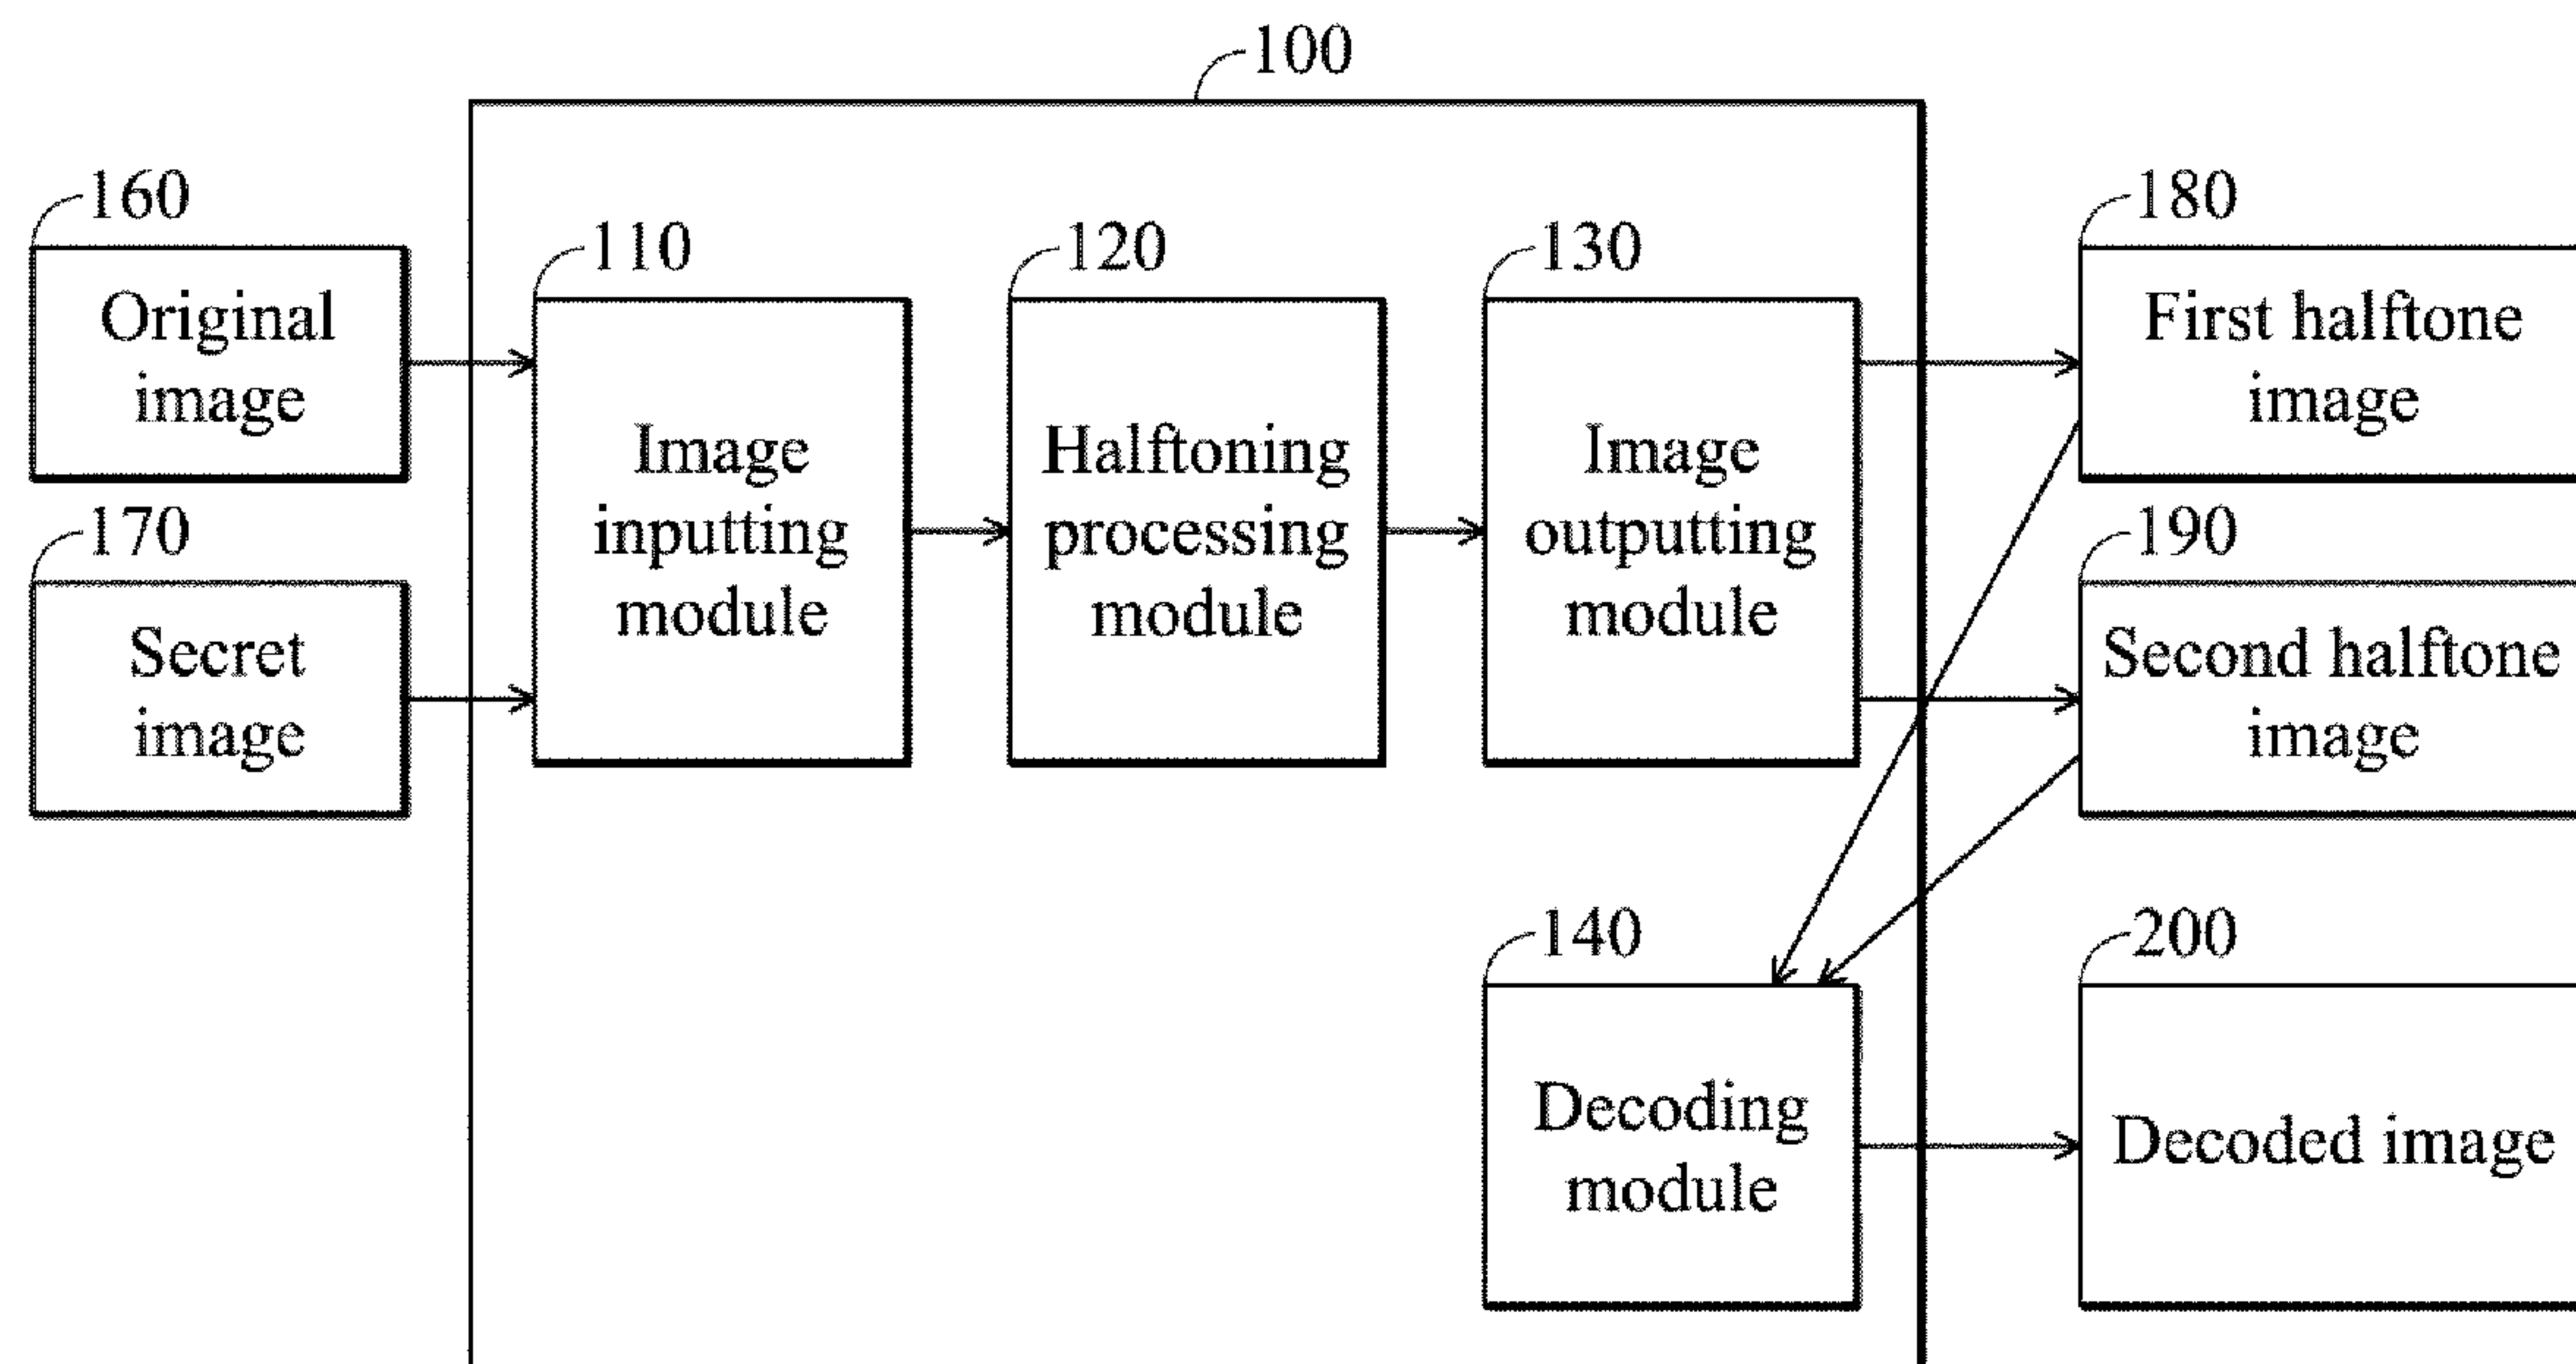 100
160
Original
image
170
Secret
image
110
Image
inputting
module
120
Halftoning
processing
module
130
Image
outputting
module
180
First halftone
image
190
Second halftone
image
140
Decoding
module
200
Decoded image